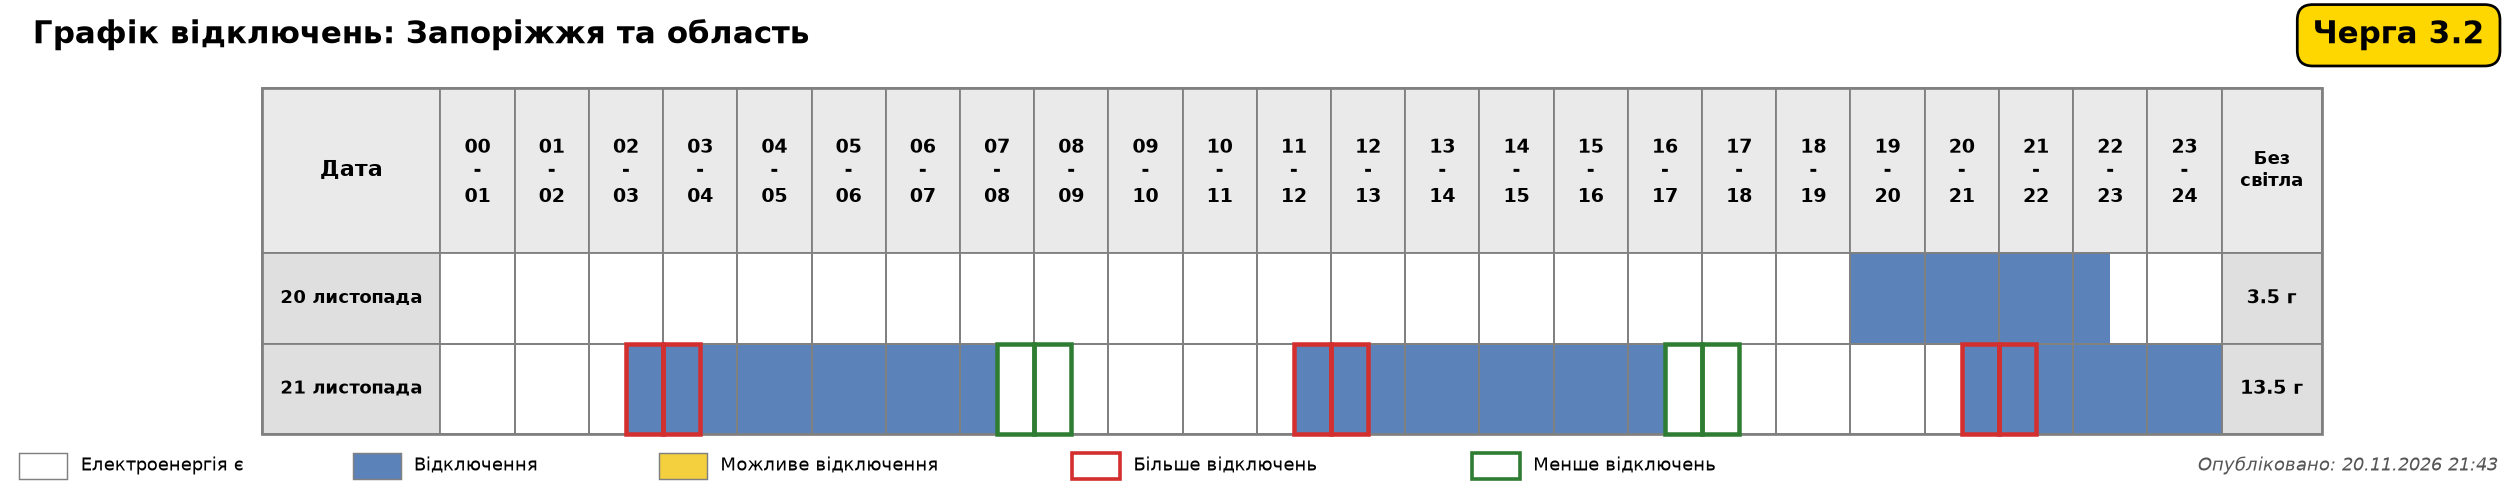 Графік відключень: Запоріжжя та область
Черга 3.2
Дата 00 - 01 01 - 02 02 - 03 03 - 04 04 - 05 05 - 06 06 - 07 07 - 08 08 - 09 09 - 10 10 - 11 11 - 12 12 - 13 13 - 14 14 - 15 15 - 16 16 - 17 17 - 18 18 - 19 19 - 20 20 - 21 21 - 22 22 - 23 23 - 24 Без світла
20 листопада 3.5 г
21 листопада 13.5 г
Електроенергія є Відключення Можливе відключення Більше відключень Менше відключень
Опубліковано: 20.11.2026 21:43